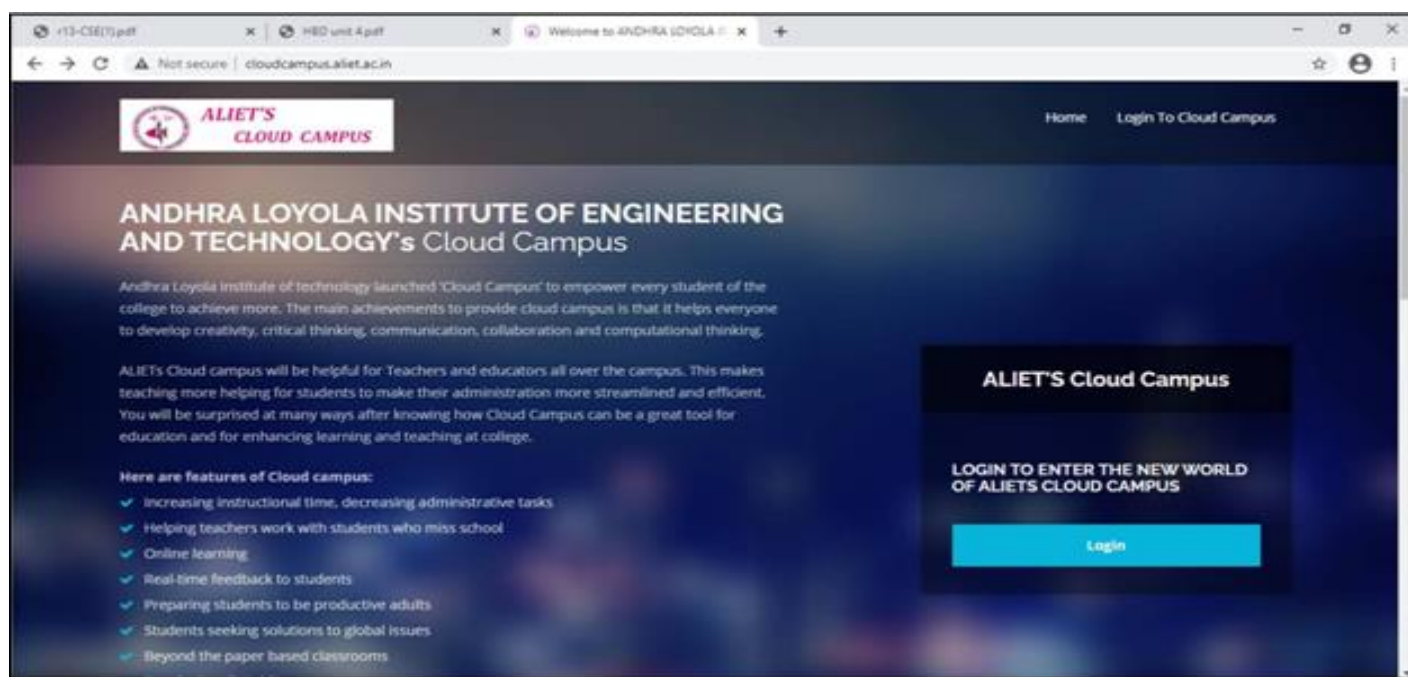 r13-CSE(1).pdf
HBD unit 4.pdf
Welcome to ANDHRA LOYOLA
Not secure | cloudcampus.aliet.ac.in
ALIET'S
CLOUD CAMPUS
Home
Login To Cloud Campus
ANDHRA LOYOLA INSTITUTE OF ENGINEERING
AND TECHNOLOGY's Cloud Campus
Andhra Loyola Institute of technology launched 'Cloud Campus' to empower every student of the
college to achieve more. The main achievements to provide cloud campus is that it helps everyone
to develop creativity, critical thinking, communication, collaboration and computational thinking.
ALIETs Cloud campus will be helpful for Teachers and educators all over the campus. This makes
teaching more helping for students to make their administration more streamlined and efficient.
You will be surprised at many ways after knowing how Cloud Campus can be a great tool for
education and for enhancing learning and teaching at college.
Here are features of Cloud campus:
Increasing instructional time, decreasing administrative tasks
Helping teachers work with students who miss school
Online learning
Real-time feedback to students
Preparing students to be productive adults
Students seeking solutions to global issues
Beyond the paper based classrooms
ALIET'S Cloud Campus
LOGIN TO ENTER THE NEW WORLD
OF ALIETS CLOUD CAMPUS
Login